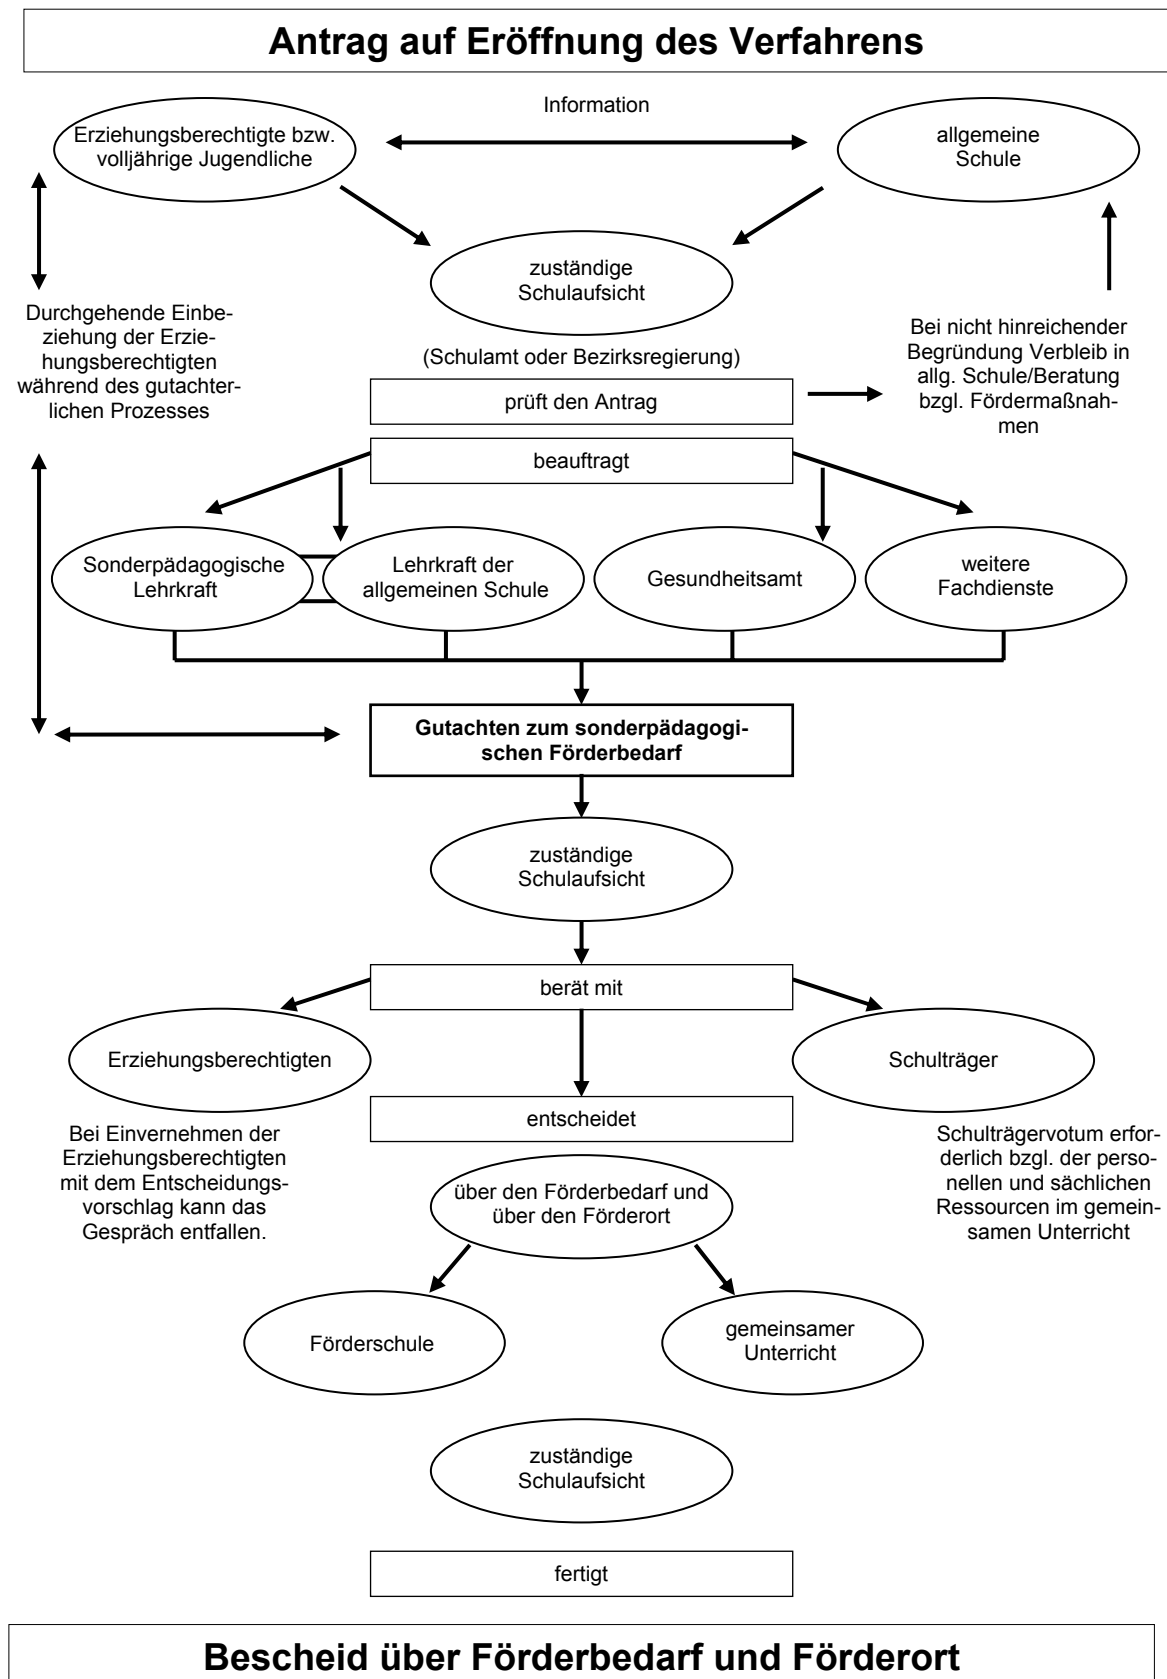 Antrag auf Eröffnung des Verfahrens
Information
Erziehungsberechtigte bzw.
volljährige Jugendliche
allgemeine
Schule
zuständige
Schulaufsicht
Durchgehende Einbe-
ziehung der Erzie-
hungsberechtigten
während des gutachter-
lichen Prozesses
(Schulamt oder Bezirksregierung)
prüft den Antrag
Bei nicht hinreichender
Begründung Verbleib in
allg. Schule/Beratung
bzgl. Fördermaßnah-
men
beauftragt
Sonderpädagogische
Lehrkraft
Lehrkraft der
allgemeinen Schule
Gesundheitsamt
weitere
Fachdienste
Gutachten zum sonderpädagogi-
schen Förderbedarf
zuständige
Schulaufsicht
berät mit
Erziehungsberechtigten
Schulträger
entscheidet
Bei Einvernehmen der
Erziehungsberechtigten
mit dem Entscheidungs-
vorschlag kann das
Gespräch entfallen.
über den Förderbedarf und
über den Förderort
Schulträgervotum erfor-
derlich bzgl. der perso-
nellen und sächlichen
Ressourcen im gemein-
samen Unterricht
Förderschule
gemeinsamer
Unterricht
zuständige
Schulaufsicht
fertigt
Bescheid über Förderbedarf und Förderort